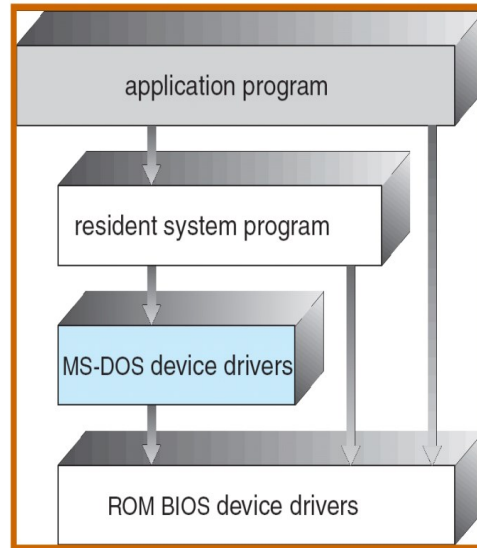 application program
resident system program
MS-DOS device drivers
ROM BIOS device drivers